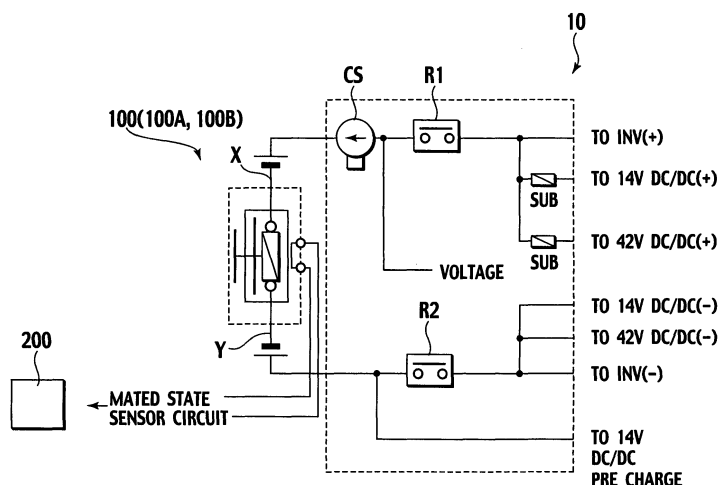 10
CS
R1
100(100A, 100B)
X
TO INV(+)
TO 14V DC/DC(+)
SUB
TO 42V DC/DC(+)
SUB
VOLTAGE
TO 14V DC/DC(-)
R2
TO 42V DC/DC(-)
200
Y
TO INV(-)
MATED STATE
SENSOR CIRCUIT
TO 14V
DC/DC
PRE CHARGE